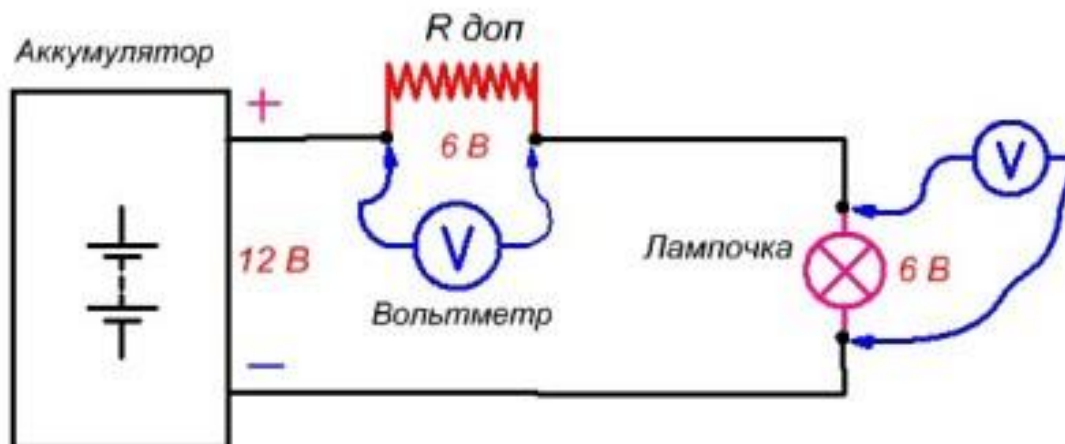 R доп
Аккумулятор
+
6 В
V
V
12 В
Лампочка
6 В
Вольтметр
−